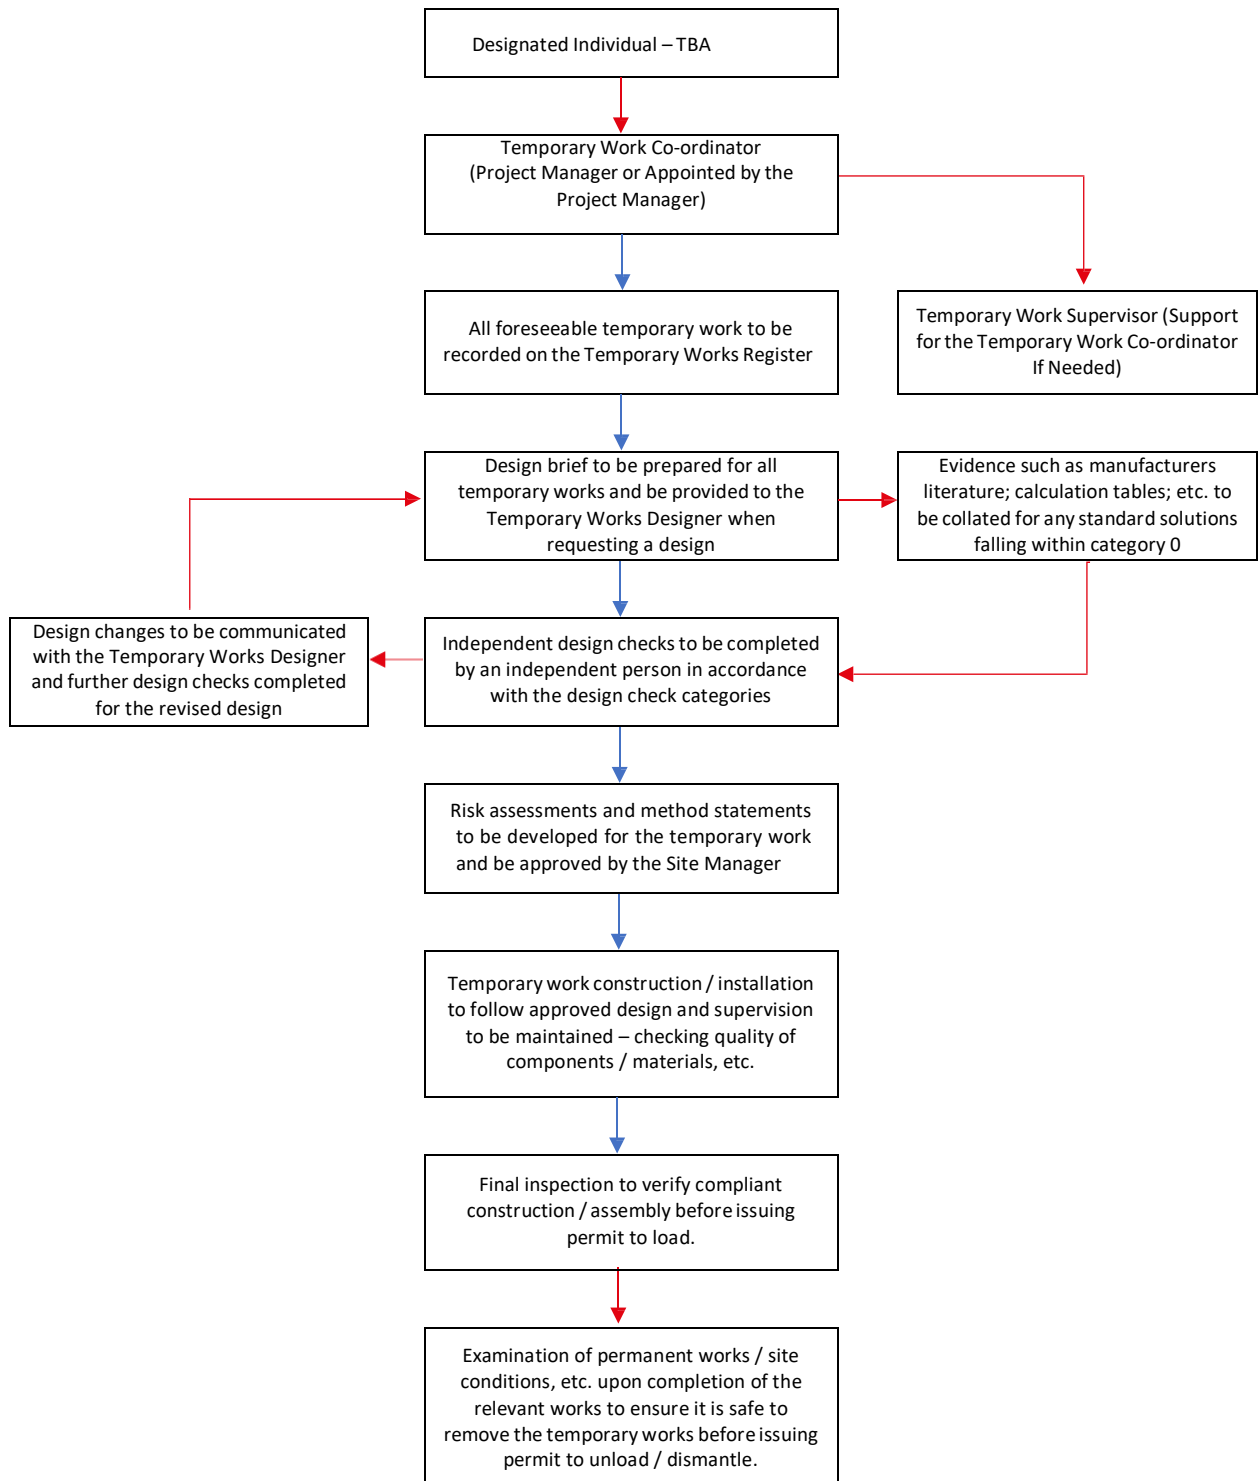 Designated Individual – TBA
Temporary Work Co-ordinator
(Project Manager or Appointed by the
Project Manager)
All foreseeable temporary work to be
recorded on the Temporary Works Register
Temporary Work Supervisor (Support
for the Temporary Work Co-ordinator
If Needed)
Design brief to be prepared for all
temporary works and be provided to the
Temporary Works Designer when
requesting a design
Evidence such as manufacturers
literature; calculation tables; etc. to
be collated for any standard solutions
falling within category 0
Design changes to be communicated
with the Temporary Works Designer
and further design checks completed
for the revised design
Independent design checks to be completed
by an independent person in accordance
with the design check categories
Risk assessments and method statements
to be developed for the temporary work
and be approved by the Site Manager
Temporary work construction / installation
to follow approved design and supervision
to be maintained – checking quality of
components / materials, etc.
Final inspection to verify compliant
construction / assembly before issuing
permit to load.
Examination of permanent works / site
conditions, etc. upon completion of the
relevant works to ensure it is safe to
remove the temporary works before issuing
permit to unload / dismantle.